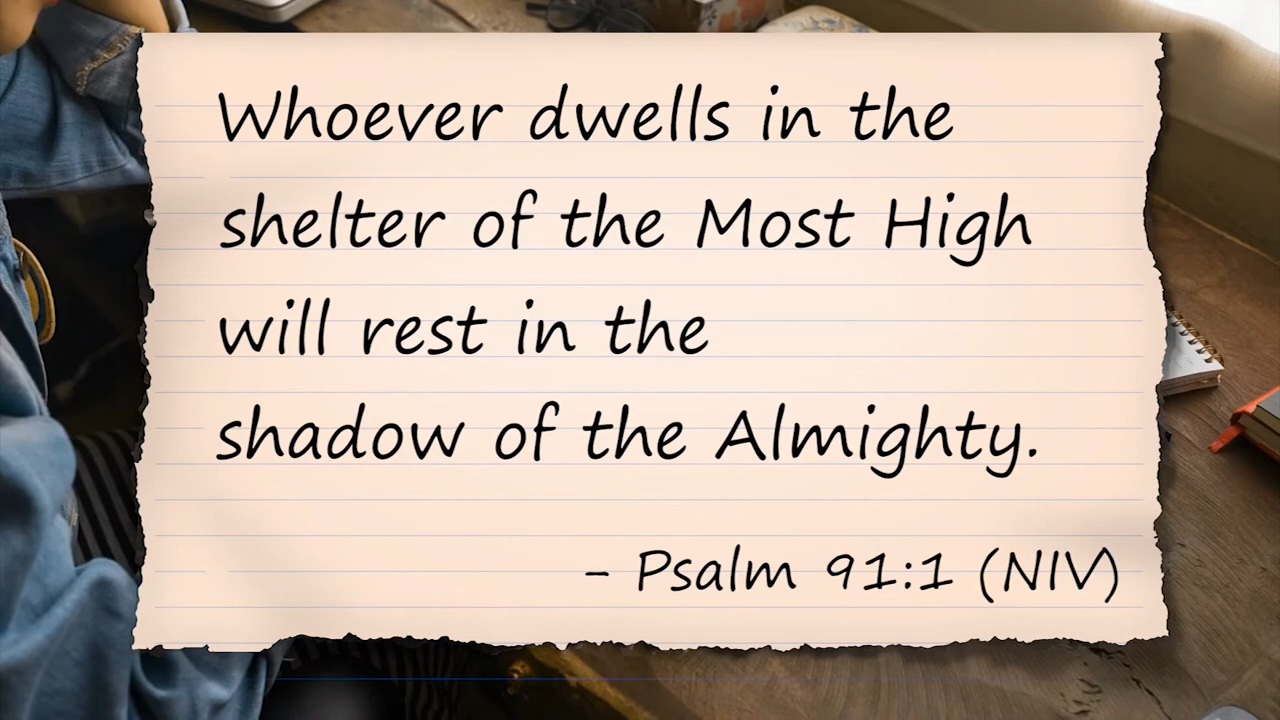 Whoever dwells in the
shelter of the Most High
will rest in the
shadow of the Almighty.
- Psalm 91:1 (NIV)